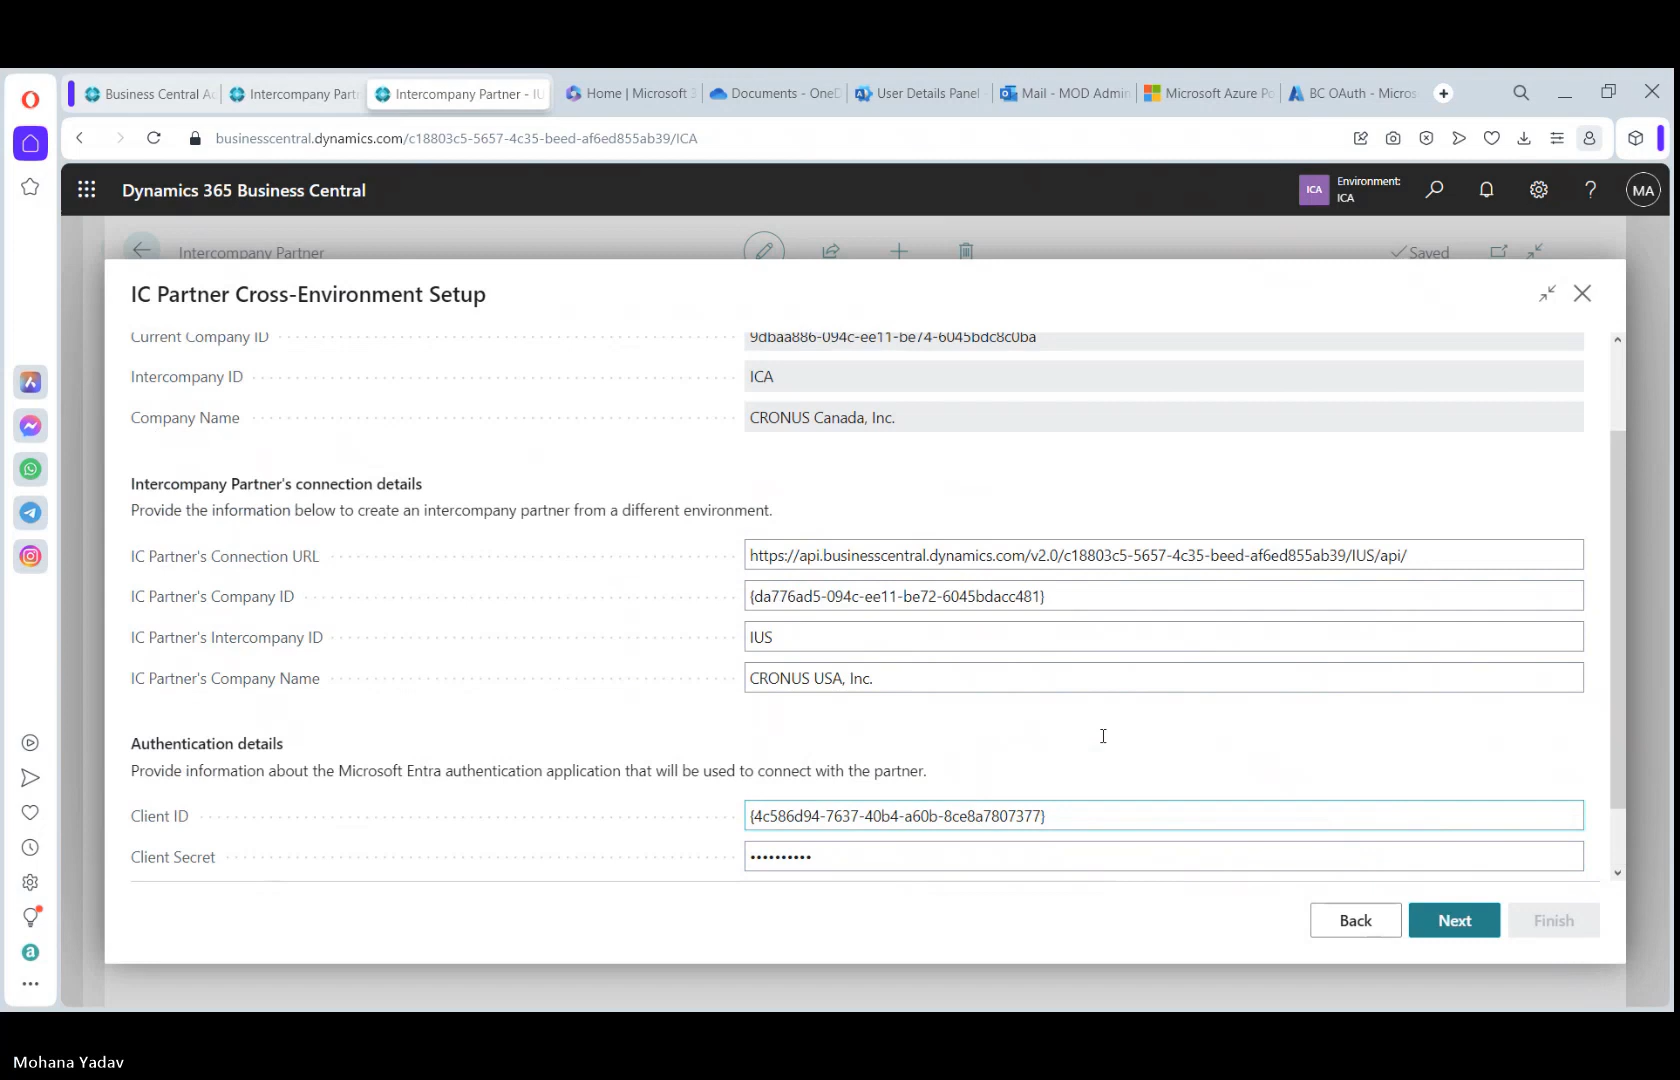 Business Central Ac
Intercompany Part
Intercompany Partner - IU
Home | Microsoft 3
Documents - OneD
User Details Panel -
Mail - MOD Admin
Microsoft Azure Po
BC OAuth - Micros
businesscentral.dynamics.com/c18803c5-5657-4c35-beed-af6ed855ab39/ICA
Dynamics 365 Business Central
ICA
Environment:
ICA
?
MA
Intercompany Partner
Saved
IC Partner Cross-Environment Setup
Current Company ID
9dbaa886-094c-ee11-be74-6045bdc8c0ba
Intercompany ID
ICA
Company Name
CRONUS Canada, Inc.
Intercompany Partner's connection details
Provide the information below to create an intercompany partner from a different environment.
IC Partner's Connection URL
https://api.businesscentral.dynamics.com/v2.0/c18803c5-5657-4c35-beed-af6ed855ab39/IUS/api/
IC Partner's Company ID
{da776ad5-094c-ee11-be72-6045bdacc481}
IC Partner's Intercompany ID
IUS
IC Partner's Company Name
CRONUS USA, Inc.
Authentication details
Provide information about the Microsoft Entra authentication application that will be used to connect with the partner.
Client ID
{4c586d94-7637-40b4-a60b-8ce8a7807377}
Client Secret
••••••••••
Back
Next
Finish
Mohana Yadav